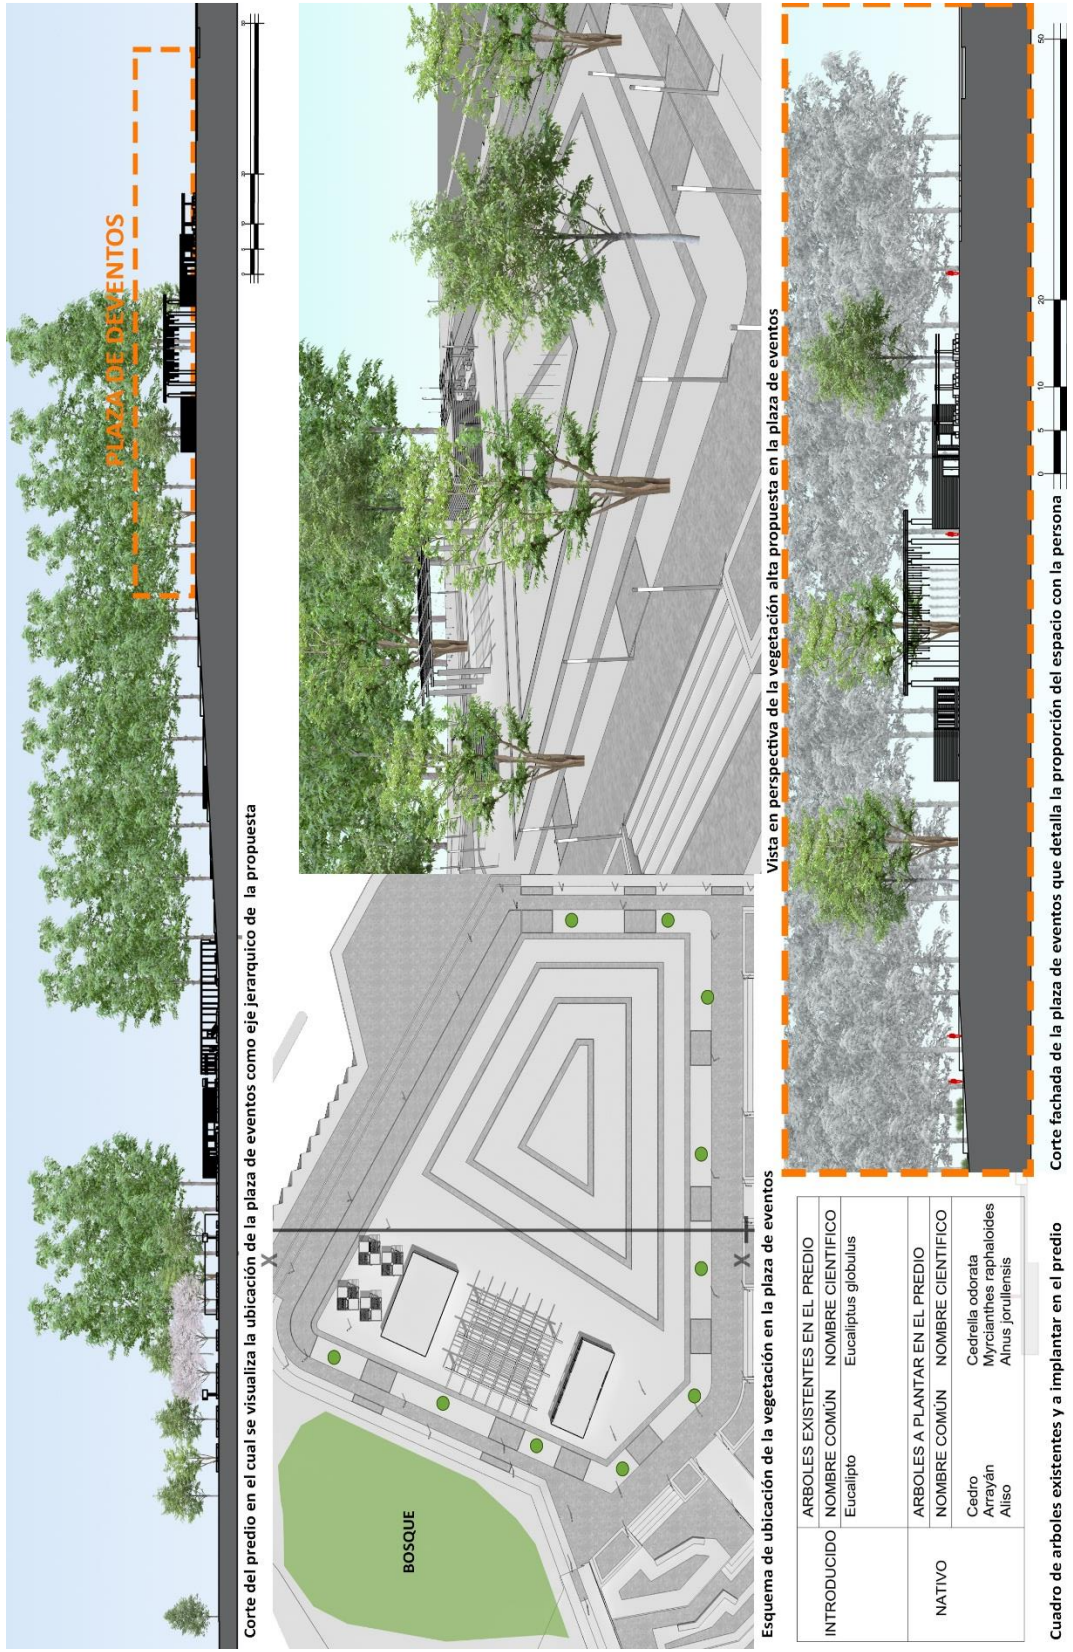 PLAZA DE DEVENTOS
0 5 10 20 50
Corte del predio en el cual se visualiza la ubicación de la plaza de eventos como eje jerarquico de la propuesta
BOSQUE
X
X
Esquema de ubicación de la vegetación en la plaza de eventos
Vista en perspectiva de la vegetación alta propuesta en la plaza de eventos
INTRODUCIDO
ARBOLES EXISTENTES EN EL PREDIO
NOMBRE COMÚN NOMBRE CIENTIFICO
Eucalipto Eucaliptus globulus
NATIVO
ARBOLES A PLANTAR EN EL PREDIO
NOMBRE COMÚN NOMBRE CIENTIFICO
Cedro Cedrella odorata
Arrayán Myrcianthes raphaloides
Aliso Alnus jorullensis
Cuadro de arboles existentes y a implantar en el predio
0 5 10 20 50
Corte fachada de la plaza de eventos que detalla la proporción del espacio con la persona